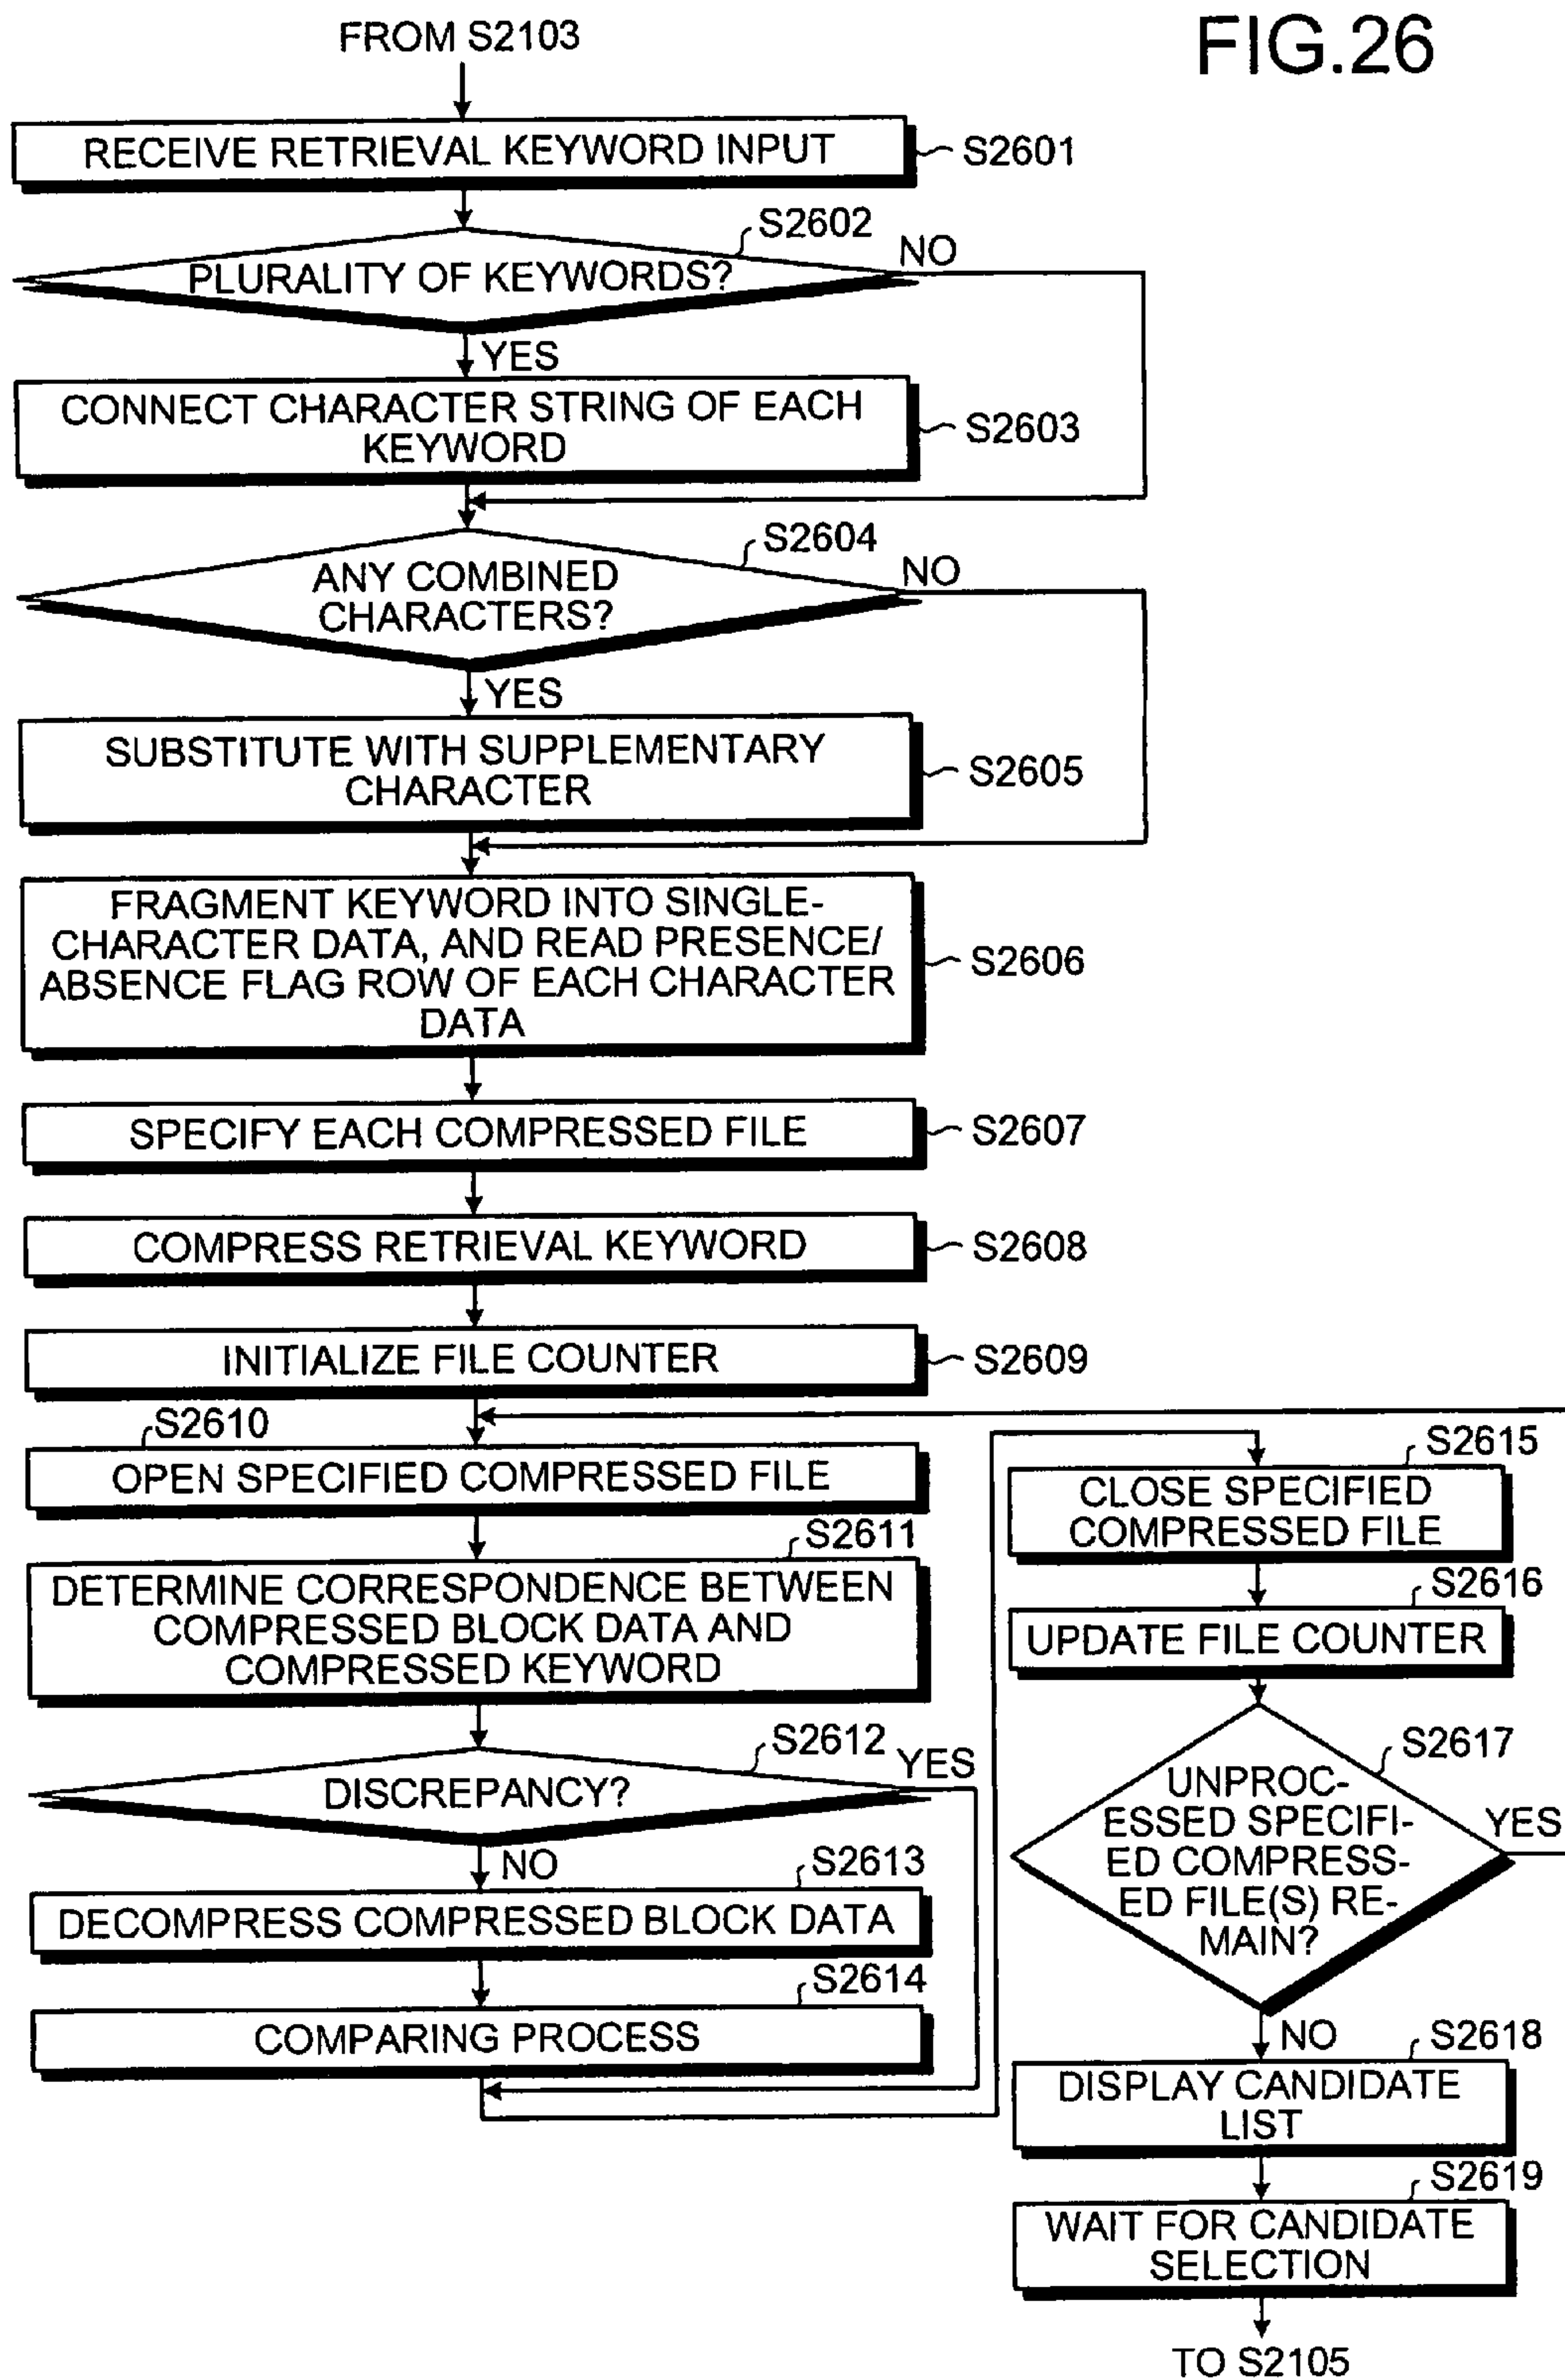 FIG.26
FROM S2103
RECEIVE RETRIEVAL KEYWORD INPUT
S2601
S2602
PLURALITY OF KEYWORDS?
NO
YES
CONNECT CHARACTER STRING OF EACH
KEYWORD
S2603
S2604
ANY COMBINED
CHARACTERS?
NO
YES
SUBSTITUTE WITH SUPPLEMENTARY
CHARACTER
S2605
FRAGMENT KEYWORD INTO SINGLE-
CHARACTER DATA, AND READ PRESENCE/
ABSENCE FLAG ROW OF EACH CHARACTER
DATA
S2606
SPECIFY EACH COMPRESSED FILE
S2607
COMPRESS RETRIEVAL KEYWORD
S2608
INITIALIZE FILE COUNTER
S2609
S2610
OPEN SPECIFIED COMPRESSED FILE
S2611
DETERMINE CORRESPONDENCE BETWEEN
COMPRESSED BLOCK DATA AND
COMPRESSED KEYWORD
S2612
DISCREPANCY?
YES
NO
S2613
DECOMPRESS COMPRESSED BLOCK DATA
S2614
COMPARING PROCESS
S2615
CLOSE SPECIFIED
COMPRESSED FILE
S2616
UPDATE FILE COUNTER
S2617
UNPROC-
ESSED SPECIFI-
ED COMPRESS-
ED FILE(S) RE-
MAIN?
YES
NO
S2618
DISPLAY CANDIDATE
LIST
S2619
WAIT FOR CANDIDATE
SELECTION
TO S2105